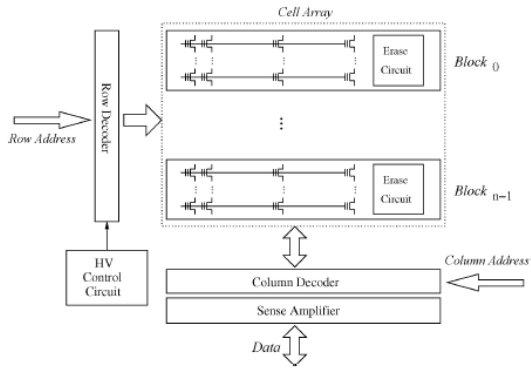 Cell Array
Erase
Circuit
Block 0
Row Decoder
Row Address
...
Erase
Circuit
Block n−1
HV
Control
Circuit
Column Address
Column Decoder
Sense Amplifier
Data